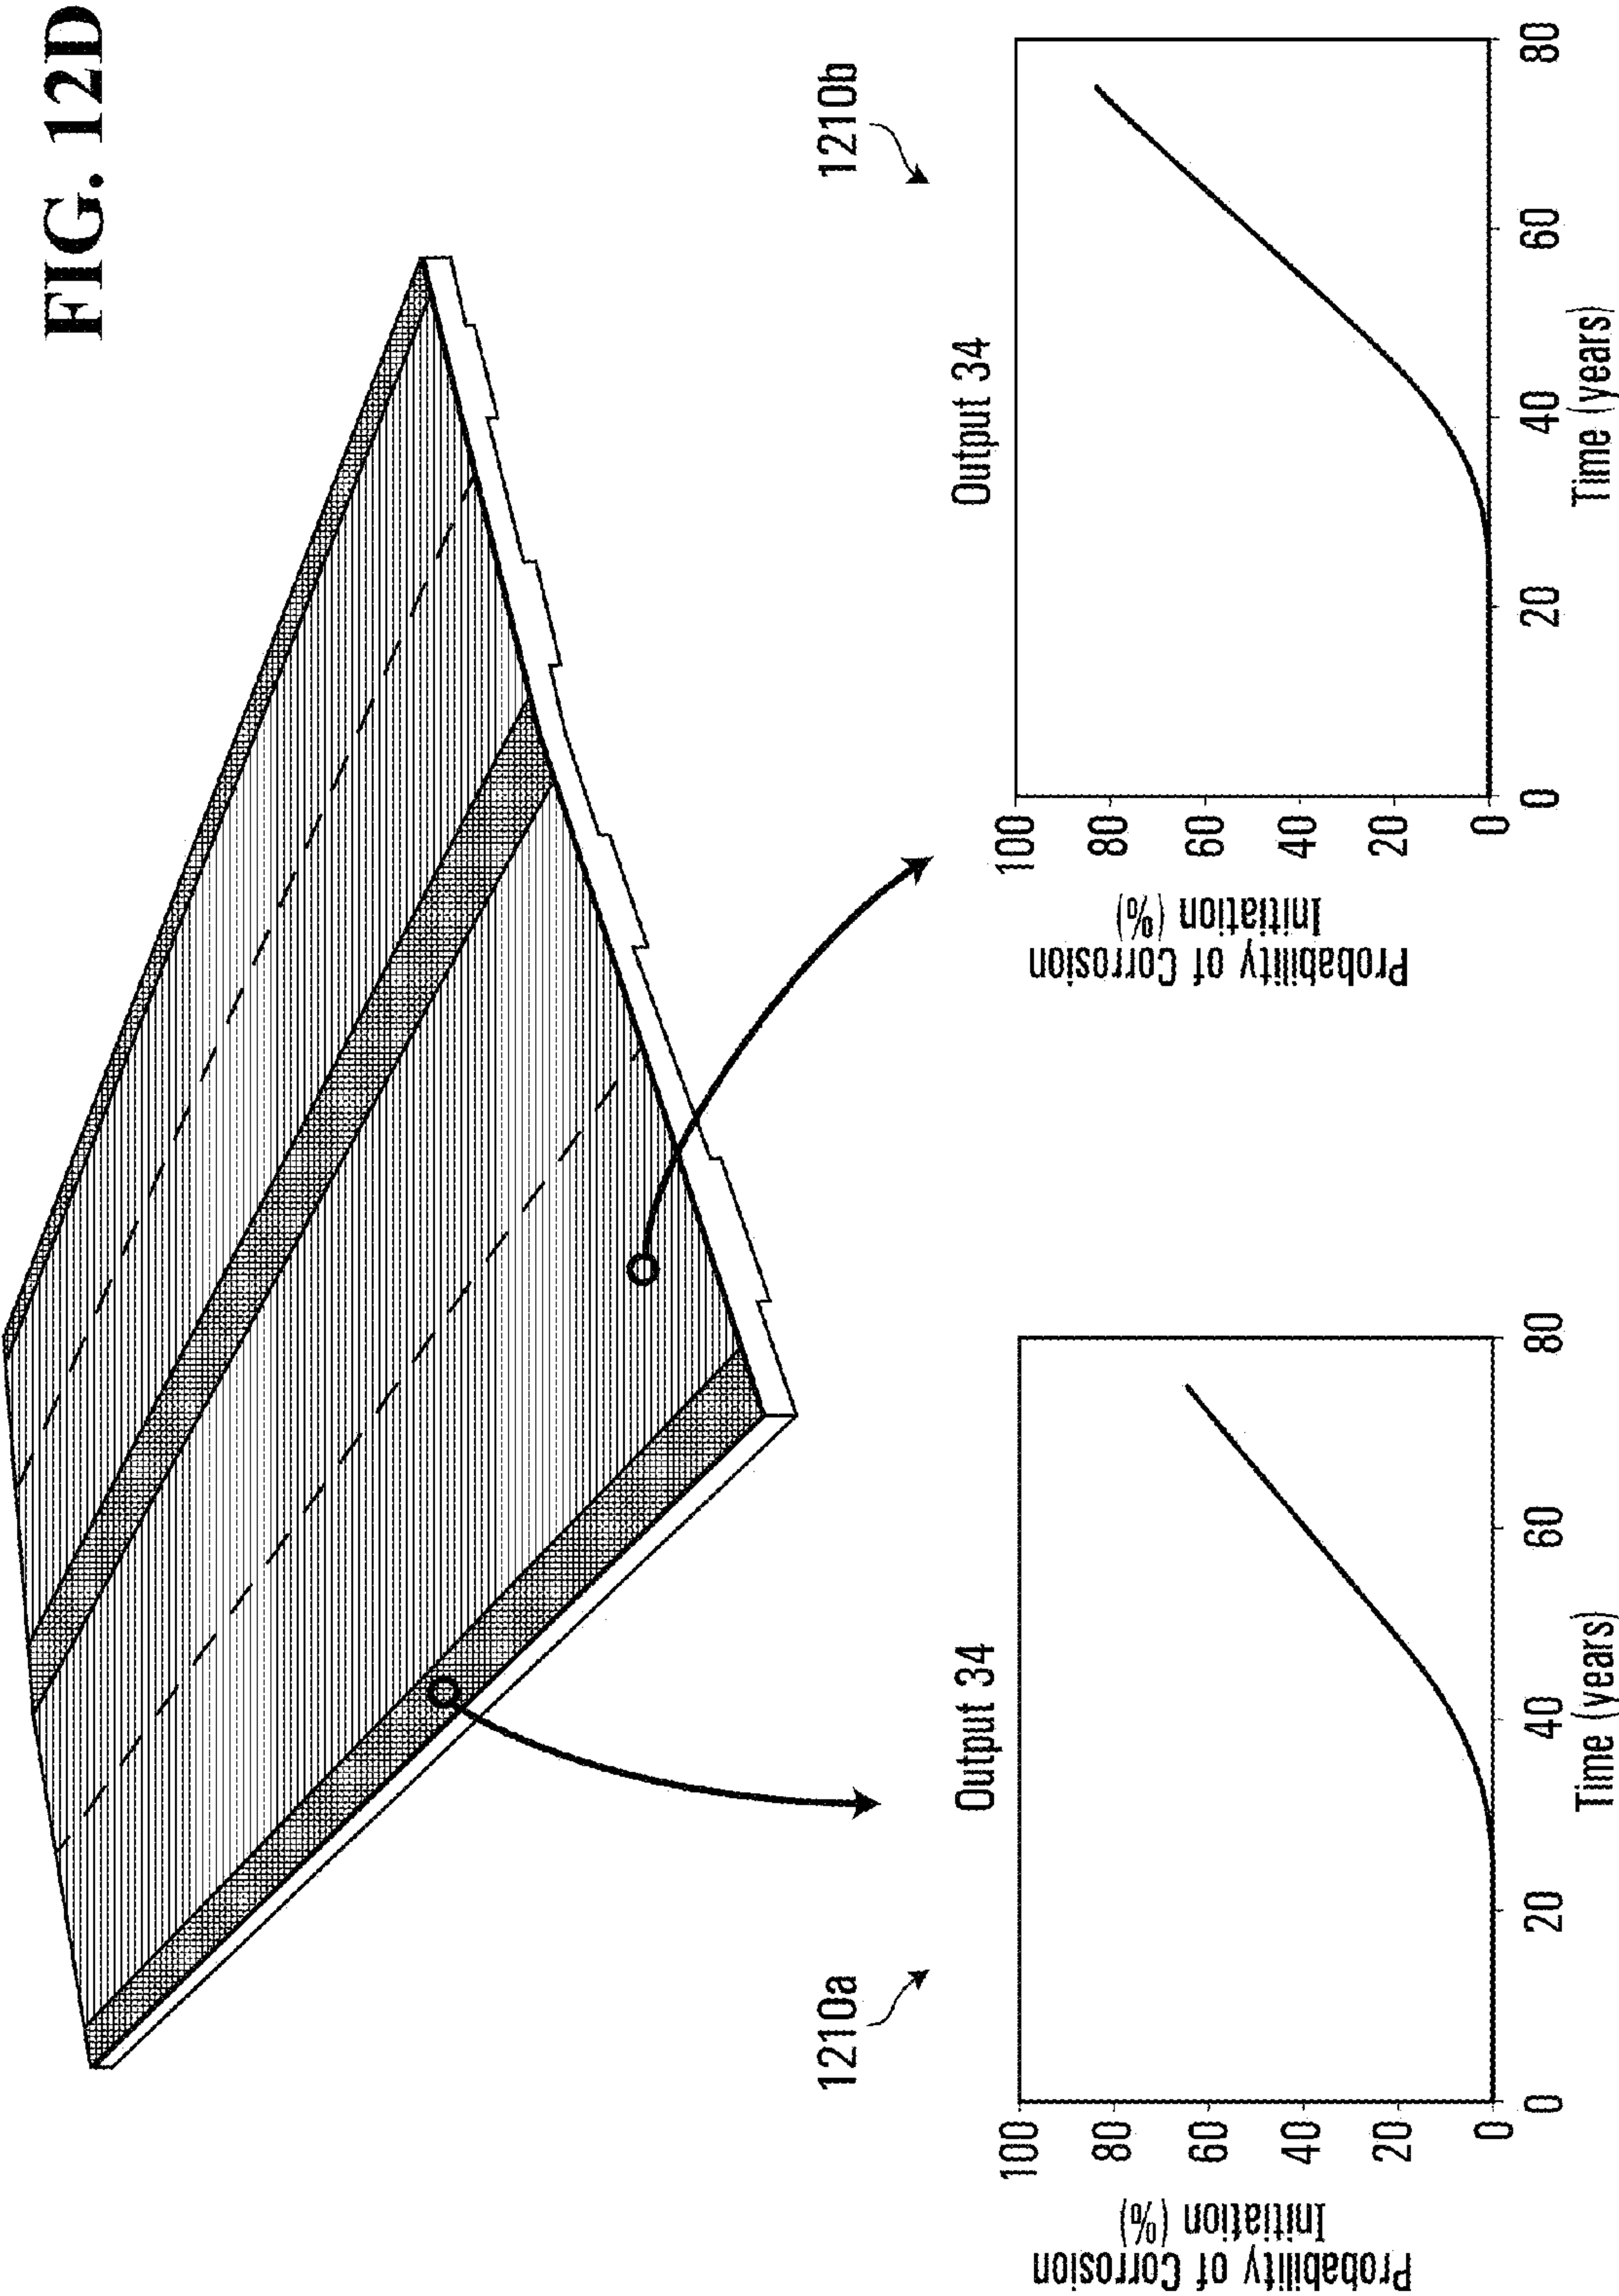 FIG. 12D
1210a
Output 34
Probability of Corrosion
Initiation (%)
100
80
60
40
20
0
0
20
40
60
80
Time (years)
1210b
Output 34
Probability of Corrosion
Initiation (%)
100
80
60
40
20
0
0
20
40
60
80
Time (years)